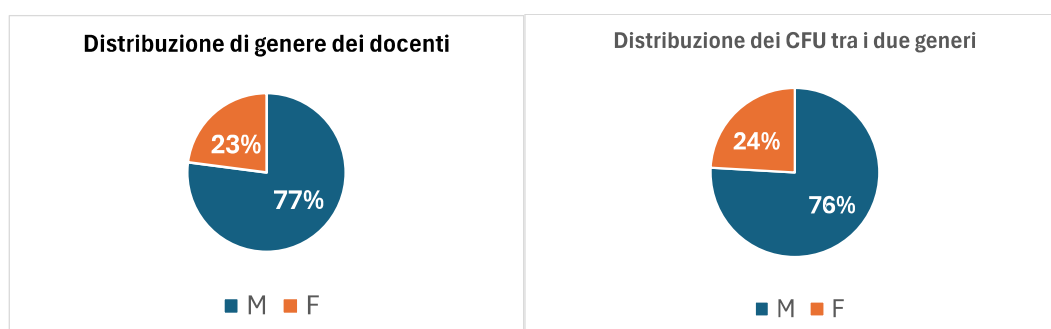 Distribuzione di genere dei docenti
23%
77%
M F
Distribuzione dei CFU tra i due generi
24%
76%
M F